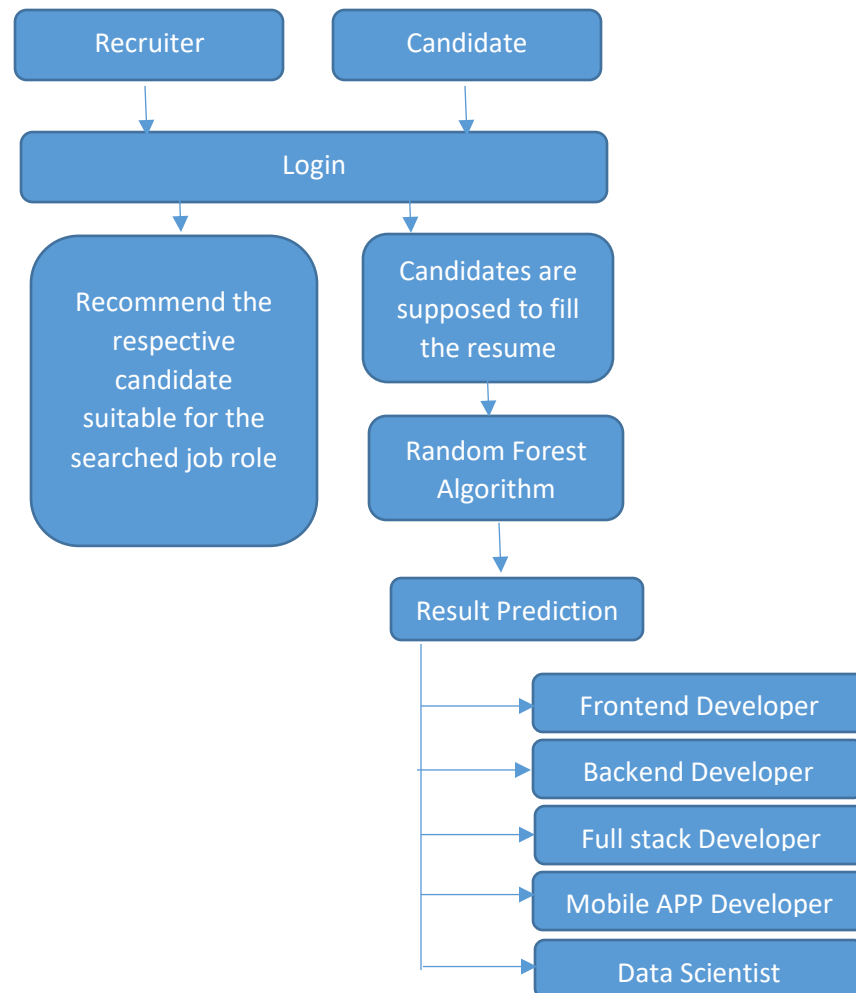 Recruiter
Candidate
Login
Recommend the
respective
candidate
suitable for the
searched job role
Candidates are
supposed to fill
the resume
Random Forest
Algorithm
Result Prediction
Frontend Developer
Backend Developer
Full stack Developer
Mobile APP Developer
Data Scientist